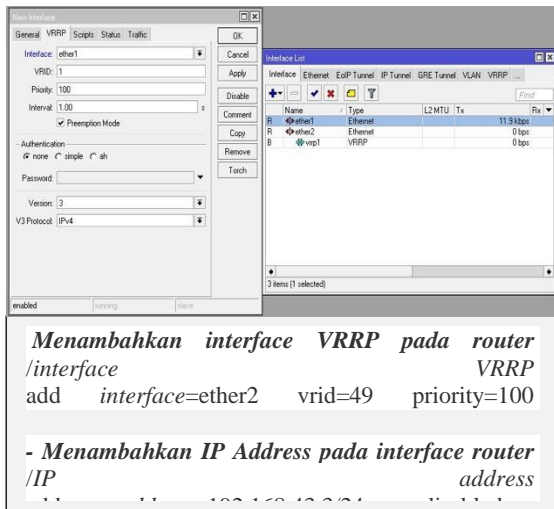 New Interface
General VRRP Scripts Status Traffic
Interface: ether1
VRID: 1
Priority: 100
Interval: 1.00 s
Preemption Mode
- Authentication
none simple ah
Password:
Version: 3
V3 Protocol: IPv4
enabled running slave
OK
Cancel
Apply
Disable
Comment
Copy
Remove
Torch
Interface List
Interface Ethernet EoIP Tunnel IP Tunnel GRE Tunnel VLAN VRRP ...
Find
Name / Type L2 MTU Tx Rx
R ether1 Ethernet 11.9 kbps
R ether2 Ethernet 0 bps
B vrrp1 VRRP 0 bps
3 items (1 selected)
Menambahkan interface VRRP pada router
/interface VRRP
add interface=ether2 vrid=49 priority=100
- Menambahkan IP Address pada interface router
/IP address